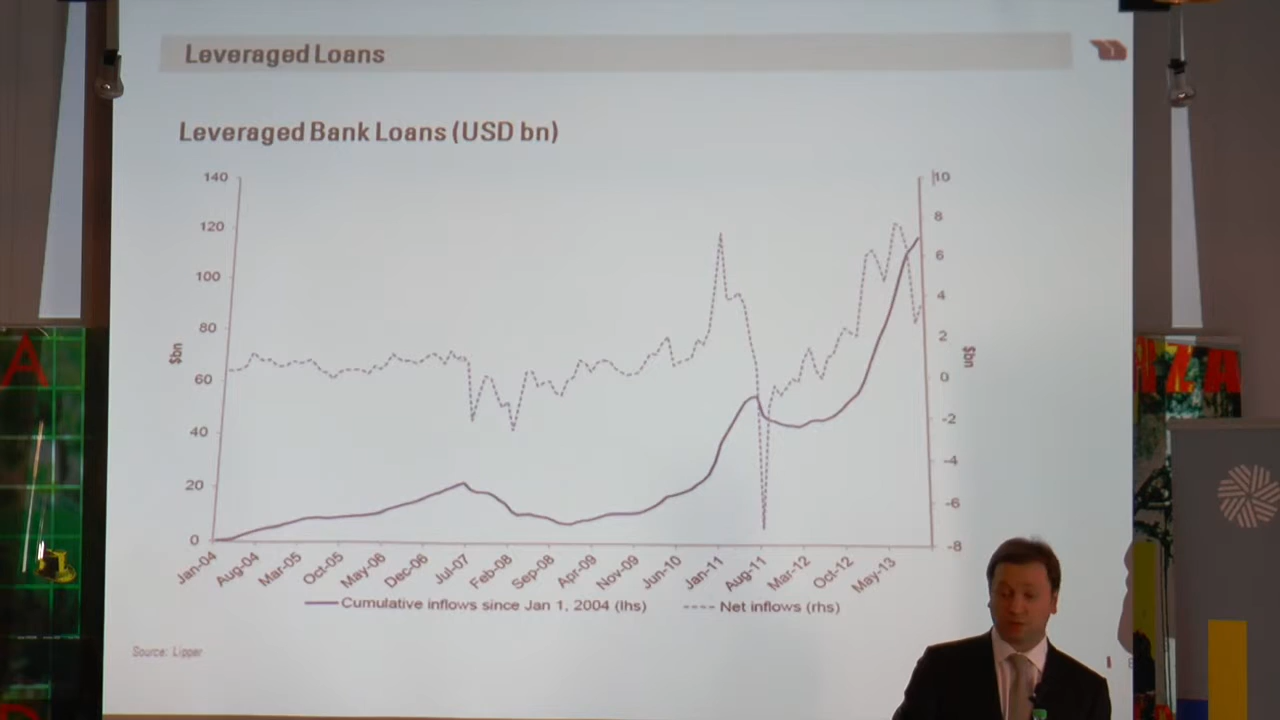 Leveraged Loans
Leveraged Bank Loans (USD bn)
140
120
100
80
60
40
20
0
$bn
10
8
6
4
2
0
-2
-4
-6
-8
$bn
Jan-04
Aug-04
Mar-05
Oct-05
May-06
Dec-06
Jul-07
Feb-08
Sep-08
Apr-09
Nov-09
Jun-10
Jan-11
Aug-11
Mar-12
Oct-12
May-13
Cumulative inflows since Jan 1, 2004 (lhs)
Net inflows (rhs)
Source: Lipper
A